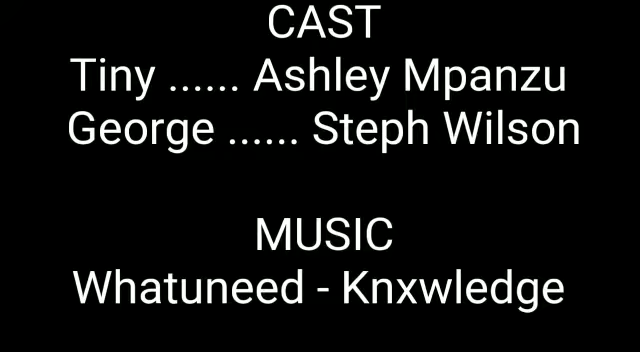 CAST
Tiny ...... Ashley Mpanzu
George ...... Steph Wilson
MUSIC
Whatuneed - Knxwledge